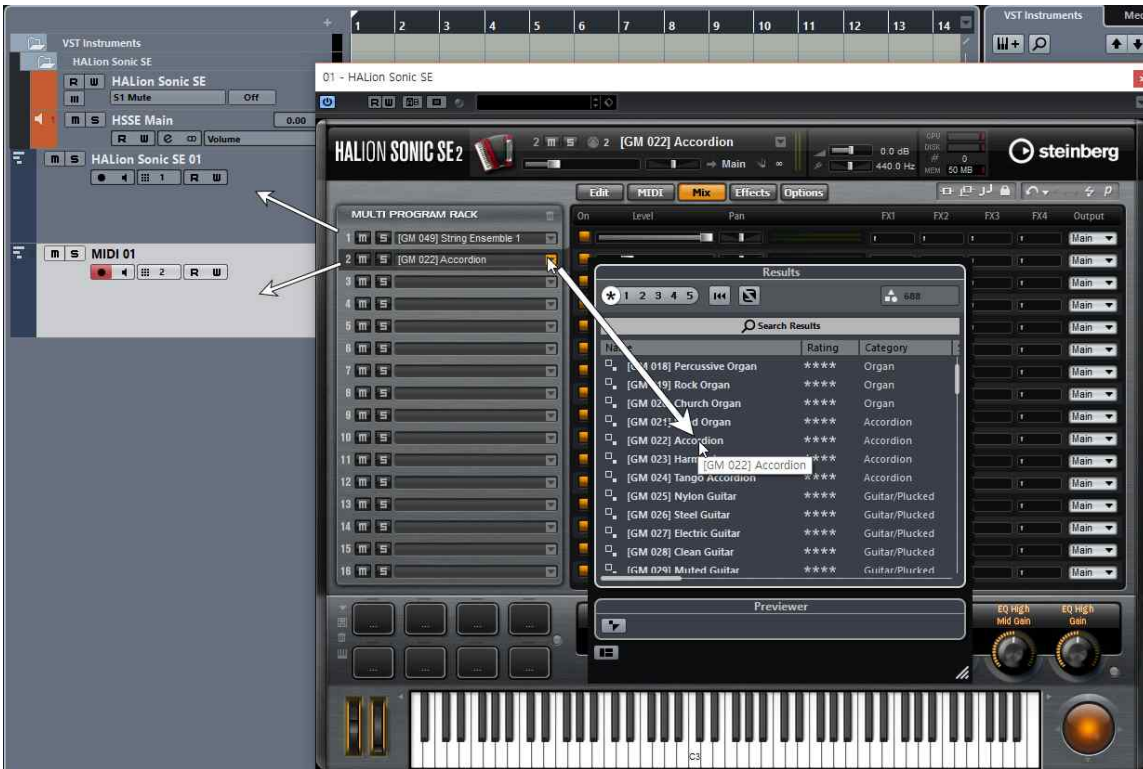 1 2 3 4 5 6 7 8 9 10 11 12 13 14
VST Instruments
VST Instruments
HALion Sonic SE
R W HALion Sonic SE
S1 Mute Off
m S HSSE Main 0.00
R W e Volume
m S HALion Sonic SE 01
1 R W
m S MIDI 01
2 R W
01 - HALion Sonic SE
R W
HALION SONIC SE 2
2 m S 2 [GM 022] Accordion
Main
0.0 dB
440.0 Hz
CPU
DISK
# 0
MEM 50 MB
steinberg
Edit MIDI Mix Effects Options
MULTI PROGRAM RACK
On Level Pan FX1 FX2 FX3 FX4 Output
1 m S [GM 049] String Ensemble 1 Main
2 m S [GM 022] Accordion Main
3 m S Main
4 m S Main
5 m S Main
6 m S Main
7 m S Main
8 m S Main
9 m S Main
10 m S Main
11 m S Main
12 m S Main
13 m S Main
14 m S Main
15 m S Main
16 m S Main
Results
* 1 2 3 4 5 688
Search Results
Rating Category
[GM 018] Percussive Organ **** Organ
Rock Organ **** Organ
Church Organ **** Organ
Organ **** Accordion
[GM 022] Accordion **** Accordion
[GM 023] **** Accordion
[GM 022] Accordion
[GM 024] Tango Accordion **** Accordion
[GM 025] Nylon Guitar **** Guitar/Plucked
[GM 026] Steel Guitar **** Guitar/Plucked
[GM 027] Electric Guitar **** Guitar/Plucked
[GM 028] Clean Guitar **** Guitar/Plucked
[GM 029] Muted Guitar **** Guitar/Plucked
Previewer
EQ High Mid Gain
EQ High Gain
C3